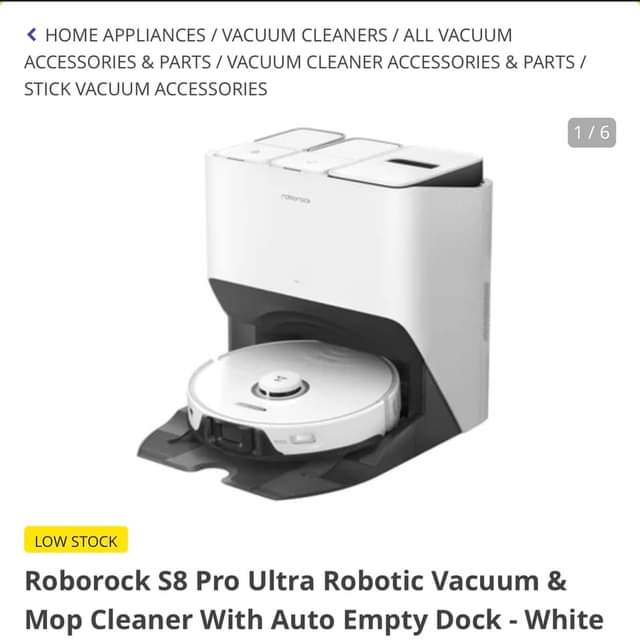 HOME APPLIANCES / VACUUM CLEANERS / ALL VACUUM
ACCESSORIES & PARTS / VACUUM CLEANER ACCESSORIES & PARTS /
STICK VACUUM ACCESSORIES
1 / 6
roborock
LOW STOCK
Roborock S8 Pro Ultra Robotic Vacuum &
Mop Cleaner With Auto Empty Dock - White